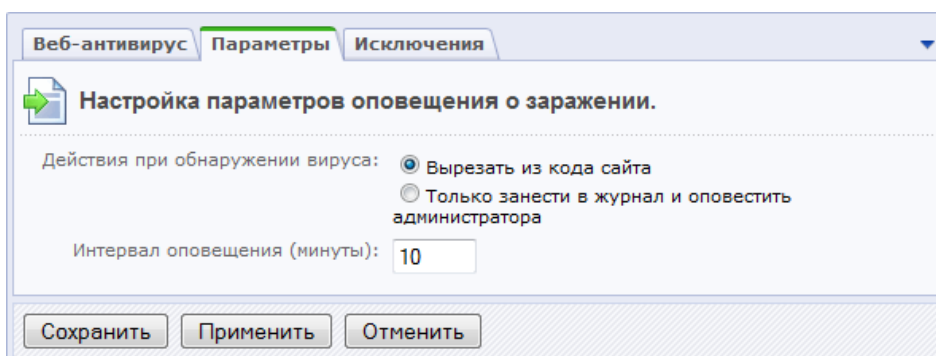 Веб-антивирус Параметры Исключения
Настройка параметров оповещения о заражении.
Действия при обнаружении вируса: Вырезать из кода сайта
Только занести в журнал и оповестить
администратора
Интервал оповещения (минуты): 10
Сохранить Применить Отменить